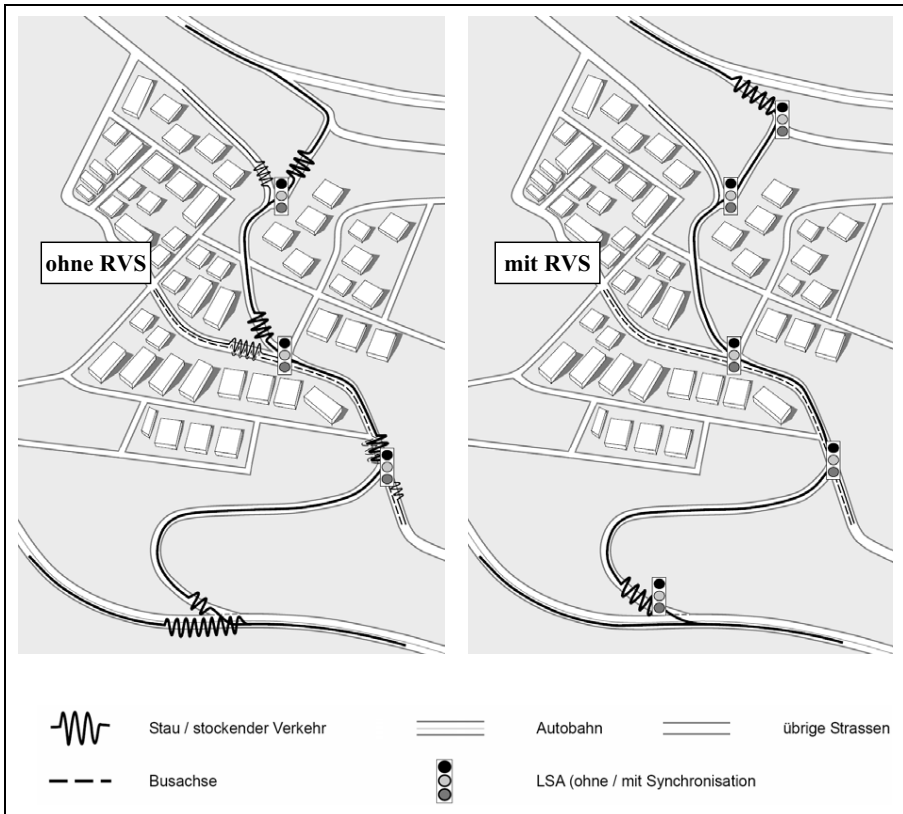 ohne RVS
mit RVS
Stau / stockender Verkehr
Autobahn
übrige Strassen
Busachse
LSA (ohne / mit Synchronisation